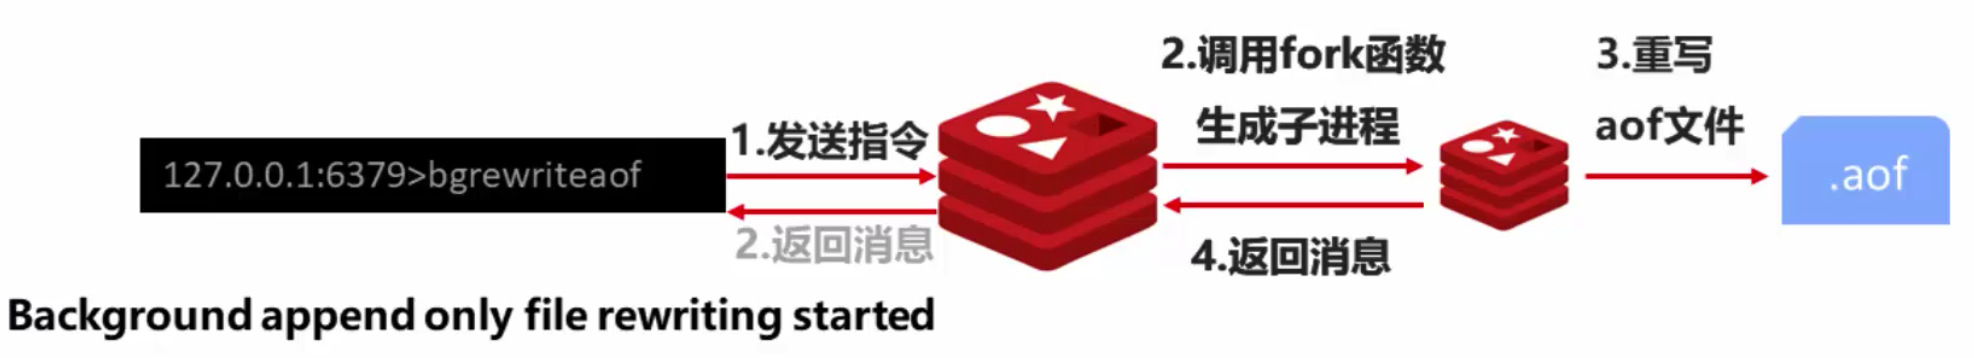 127.0.0.1:6379>bgrewriteaof
1.发送指令
2.返回消息
2.调用fork函数
生成子进程
4.返回消息
3.重写
aof文件
.aof
Background append only file rewriting started